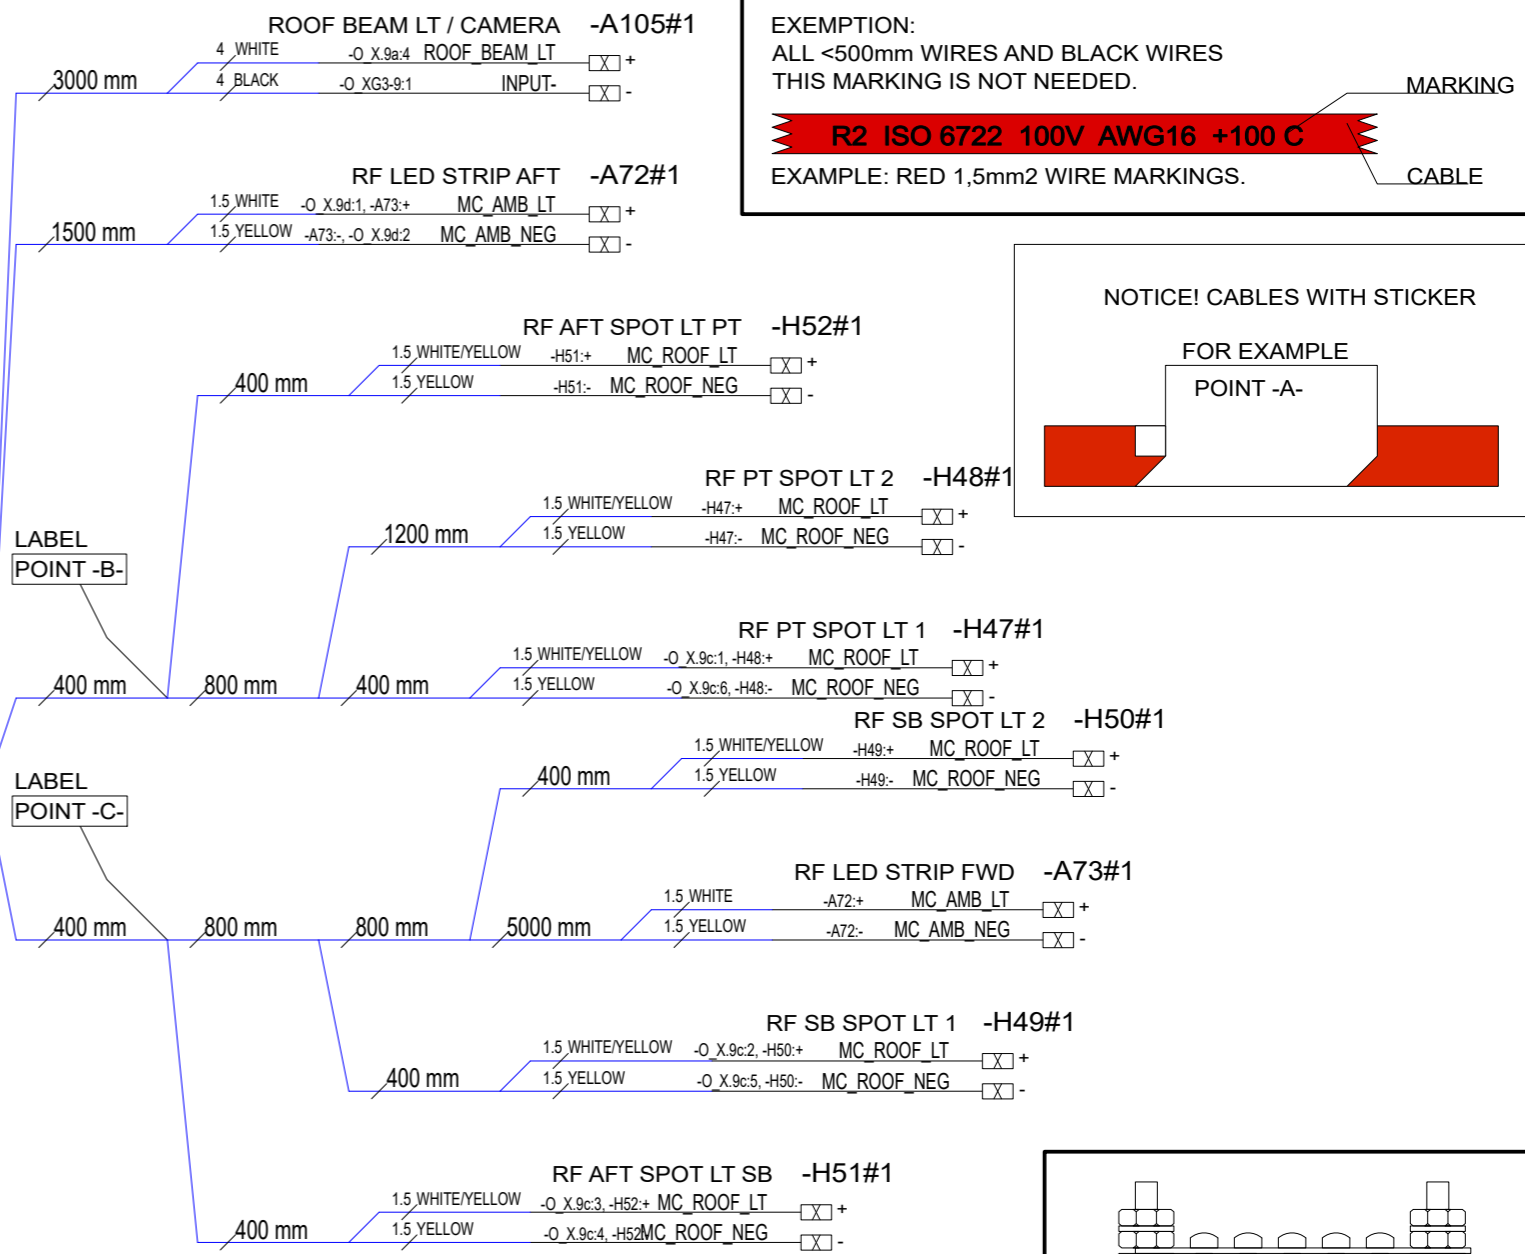 ROOF BEAM LT / CAMERA -A105#1
4 WHITE -O_X.9a:4 ROOF_BEAM_LT X +
3000 mm
4 BLACK -O_XG3-9:1 INPUT- X -
EXEMPTION:
ALL <500mm WIRES AND BLACK WIRES
THIS MARKING IS NOT NEEDED.
MARKING
R2 ISO 6722 100V AWG16 +100 C
EXAMPLE: RED 1,5mm2 WIRE MARKINGS.
CABLE
RF LED STRIP AFT -A72#1
1.5 WHITE -O_X.9d:1, -A73:+ MC_AMB_LT X +
1500 mm
1.5 YELLOW -A73:-, -O_X.9d:2 MC_AMB_NEG X -
NOTICE! CABLES WITH STICKER
FOR EXAMPLE
POINT -A-
RF AFT SPOT LT PT -H52#1
1.5 WHITE/YELLOW -H51:+ MC_ROOF_LT X +
400 mm
1.5 YELLOW -H51:- MC_ROOF_NEG X -
RF PT SPOT LT 2 -H48#1
1.5 WHITE/YELLOW -H47:+ MC_ROOF_LT X +
1200 mm
1.5 YELLOW -H47:- MC_ROOF_NEG X -
LABEL
POINT -B-
RF PT SPOT LT 1 -H47#1
1.5 WHITE/YELLOW -O_X.9c:1, -H48:+ MC_ROOF_LT X +
400 mm 800 mm 400 mm
1.5 YELLOW -O_X.9c:6, -H48:- MC_ROOF_NEG X -
RF SB SPOT LT 2 -H50#1
1.5 WHITE/YELLOW -H49:+ MC_ROOF_LT X +
400 mm
1.5 YELLOW -H49:- MC_ROOF_NEG X -
LABEL
POINT -C-
RF LED STRIP FWD -A73#1
1.5 WHITE -A72:+ MC_AMB_LT X +
400 mm 800 mm 800 mm 5000 mm
1.5 YELLOW -A72:- MC_AMB_NEG X -
RF SB SPOT LT 1 -H49#1
1.5 WHITE/YELLOW -O_X.9c:2, -H50:+ MC_ROOF_LT X +
400 mm
1.5 YELLOW -O_X.9c:5, -H50:- MC_ROOF_NEG X -
RF AFT SPOT LT SB -H51#1
1.5 WHITE/YELLOW -O_X.9c:3, -H52:+ MC_ROOF_LT X +
400 mm
1.5 YELLOW -O_X.9c:4, -H52 MC_ROOF_NEG X -